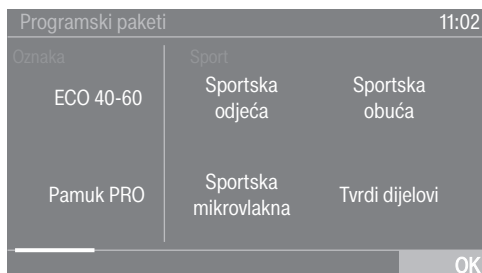 Programski paketi 11:02
Oznaka
Sport
ECO 40-60
Sportska
odjeća
Sportska
obuća
Pamuk PRO
Sportska
mikrovlakna
Tvrdi dijelovi
OK